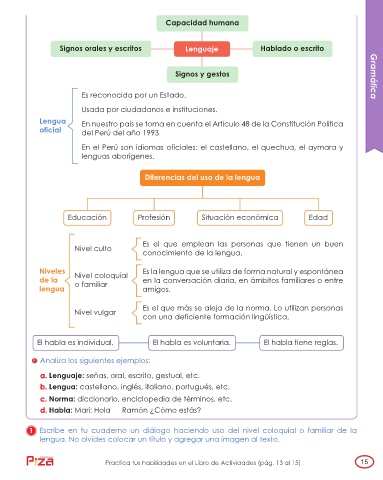 Capacidad humana
Signos orales y escritos
Lenguaje
Hablado o escrito
Signos y gestos
Gramática
Lengua oficial
Es reconocida por un Estado.
Usada por ciudadanos e instituciones.
En nuestro país se toma en cuenta el Artículo 48 de la Constitución Política
del Perú del año 1993
En el Perú son idiomas oficiales: el castellano, el quechua, el aymara y
lenguas aborígenes.
Diferencias del uso de la lengua
Educación
Profesión
Situación económica
Edad
Niveles
de la
lengua
Nivel culto
Es el que emplean las personas que tienen un buen
conocimiento de la lengua.
Nivel coloquial
o familiar
Es la lengua que se utiliza de forma natural y espontánea
en la conversación diaria, en ámbitos familiares o entre
amigos.
Nivel vulgar
Es el que más se aleja de la norma. Lo utilizan personas
con una deficiente formación lingüística.
El habla es individual.
El habla es voluntaria.
El habla tiene reglas.
Analiza los siguientes ejemplos:
a. Lenguaje: señas, oral, escrito, gestual, etc.
b. Lengua: castellano, inglés, italiano, portugués, etc.
c. Norma: diccionario, enciclopedia de términos, etc.
d. Habla: Mari: Hola Ramón ¿Cómo estás?
1 Escribe en tu cuaderno un diálogo haciendo uso del nivel coloquial o familiar de la
lengua. No olvides colocar un título y agregar una imagen al texto.
Practica tus habilidades en el Libro de Actividades (pág. 13 al 15)
15